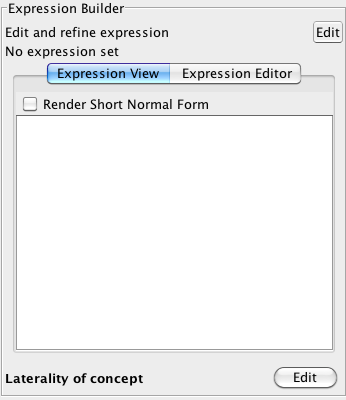 Expression Builder
Edit and refine expression Edit
No expression set
Expression View Expression Editor
Render Short Normal Form
Laterality of concept Edit